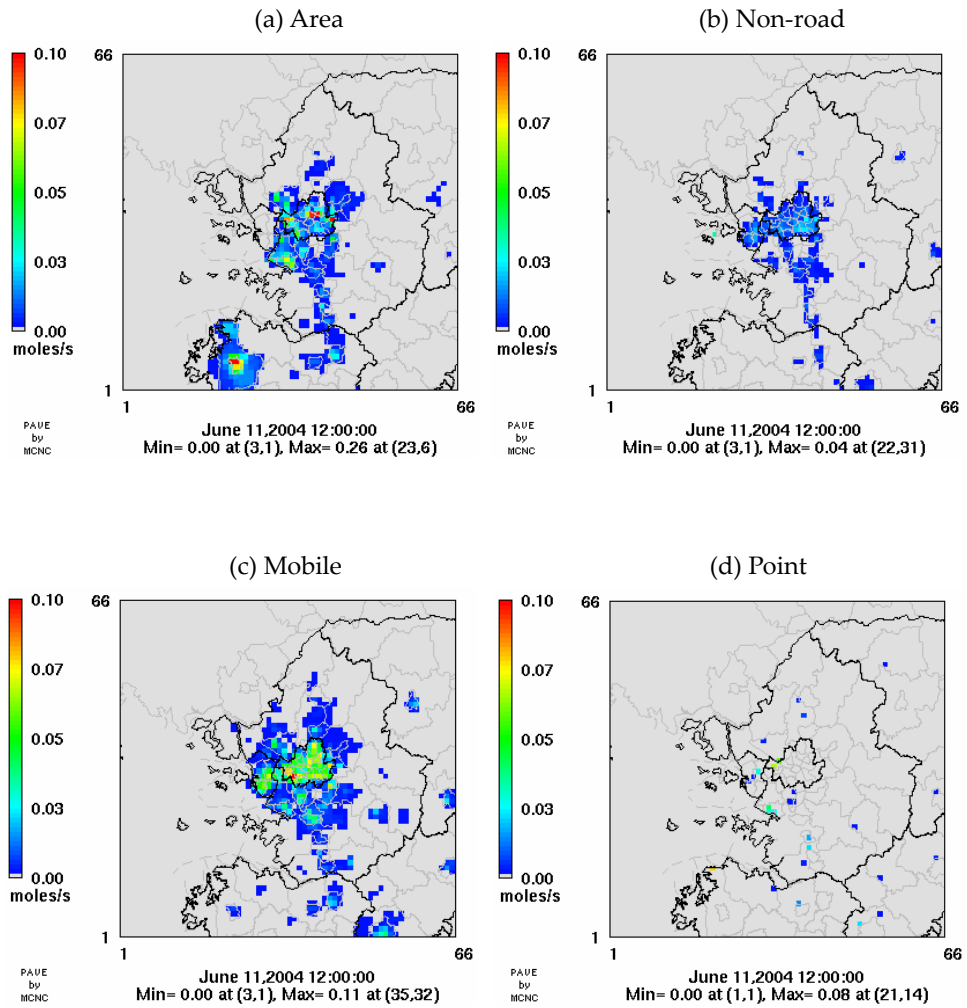 (a) Area
(b) Non-road
66
0.10
0.07
0.05
0.03
0.00
moles/s
1
1
66
PAVE
by
MCNC
June 11,2004 12:00:00
Min= 0.00 at (3,1), Max= 0.26 at (23,6)
66
0.10
0.07
0.05
0.03
0.00
moles/s
1
1
66
PAVE
by
MCNC
June 11,2004 12:00:00
Min= 0.00 at (3,1), Max= 0.04 at (22,31)
(c) Mobile
(d) Point
66
0.10
0.07
0.05
0.03
0.00
moles/s
1
1
66
PAVE
by
MCNC
June 11,2004 12:00:00
Min= 0.00 at (3,1), Max= 0.11 at (35,32)
66
0.10
0.07
0.05
0.03
0.00
moles/s
1
1
66
PAVE
by
MCNC
June 11,2004 12:00:00
Min= 0.00 at (1,1), Max= 0.08 at (21,14)